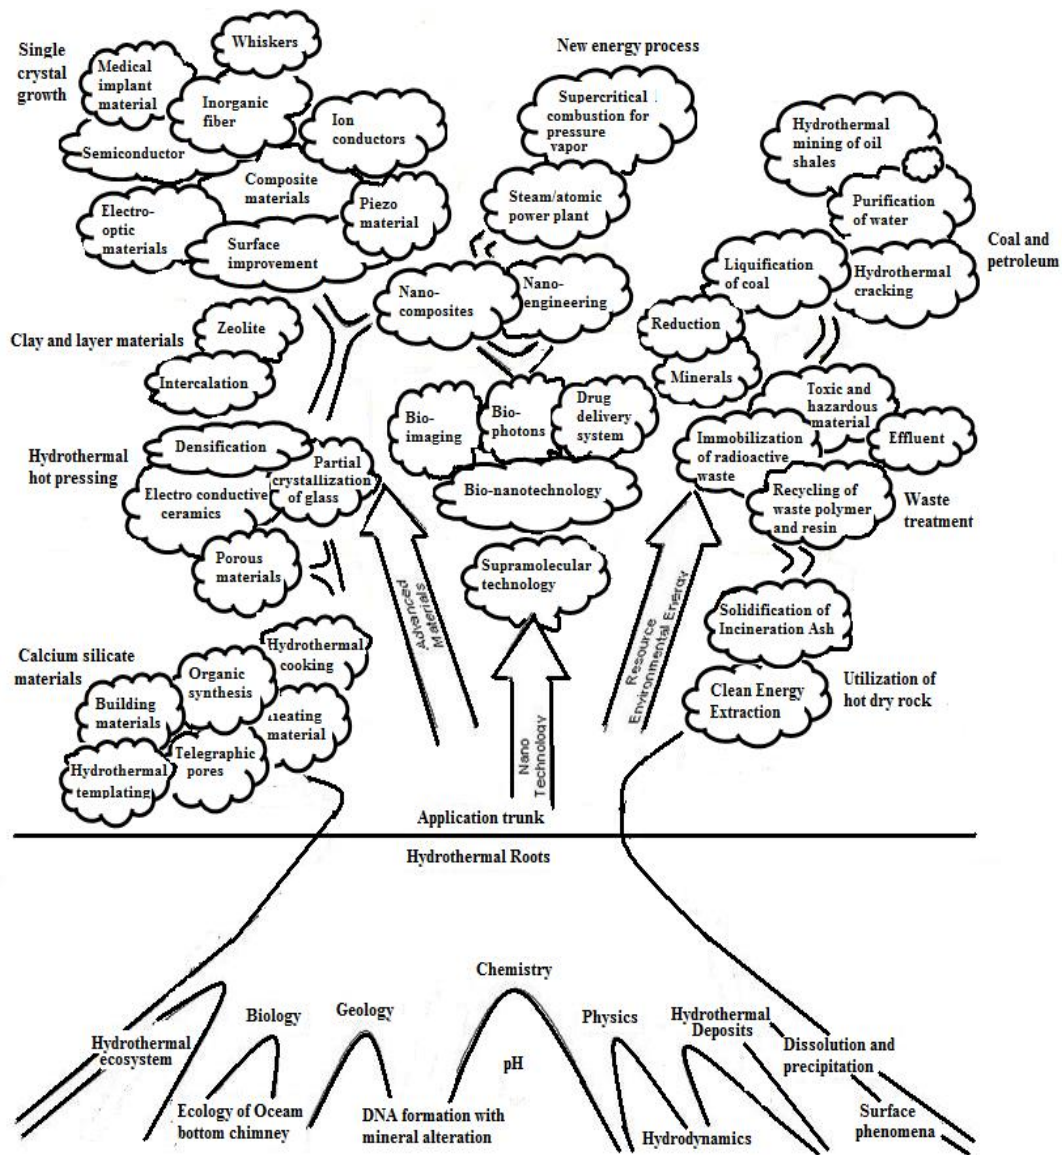 Single
crystal
growth
Whiskers
Medical
implant
material
Inorganic
fiber
Ion
conductors
Semiconductor
Composite
materials
Piezo
material
Electro-
optic
materials
Surface
improvement
New energy process
Supercritical
combustion for
pressure
vapor
Steam/atomic
power plant
Nano-
composites
Nano-
engineering
Hydrothermal
mining of oil
shales
Purification
of water
Coal and
petroleum
Liquification
of coal
Hydrothermal
cracking
Reduction
Minerals
Clay and layer materials
Zeolite
Intercalation
Bio-
imaging
Bio-
photons
Drug
delivery
system
Bio-nanotechnology
Supramolecular
technology
Toxic and
hazardous
material
Effluent
Immobilization
of radioactive
waste
Recycling of
waste polymer
and resin
Waste
treatment
Hydrothermal
hot pressing
Densification
Partial
crystallization
of glass
Electro conductive
ceramics
Porous
materials
Solidification of
Incineration Ash
Clean Energy
Extraction
Utilization of
hot dry rock
Calcium silicate
materials
Hydrothermal
cooking
Organic
synthesis
Building
materials
material
Telegraphic
pores
Hydrothermal
templating
Advanced
Materials
Nano
Technology
Resource
Environmental Energy
Application trunk
Hydrothermal Roots
Chemistry
Biology
Geology
Physics
Hydrothermal
Deposits
Hydrothermal
ecosystem
pH
Dissolution and
precipitation
Ecology of Oceam
bottom chimney
DNA formation with
mineral alteration
Hydrodynamics
Surface
phenomena